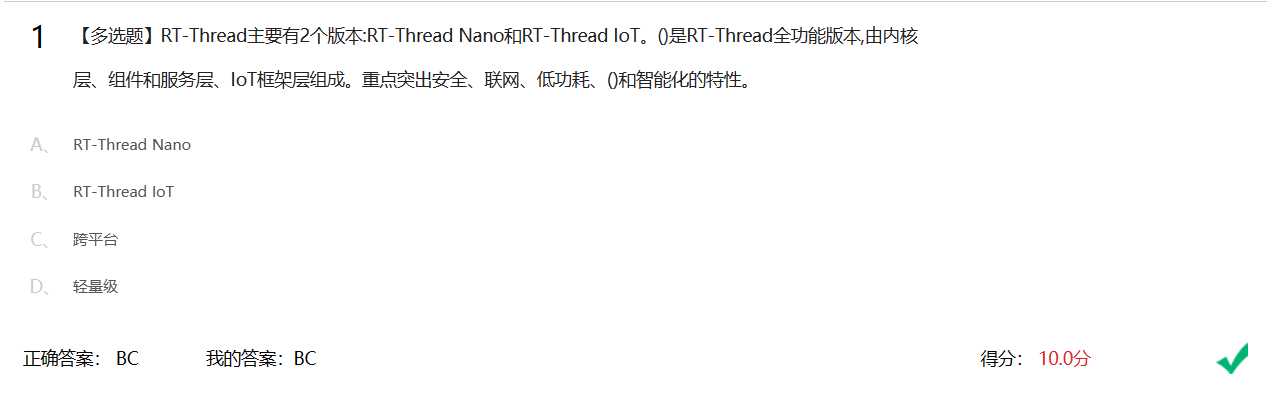 1 【多选题】RT-Thread主要有2个版本:RT-Thread Nano和RT-Thread IoT。()是RT-Thread全功能版本,由内核
层、组件和服务层、IoT框架层组成。重点突出安全、联网、低功耗、()和智能化的特性。
A、 RT-Thread Nano
B、 RT-Thread IoT
C、 跨平台
D、 轻量级
正确答案： BC 我的答案：BC 得分： 10.0分